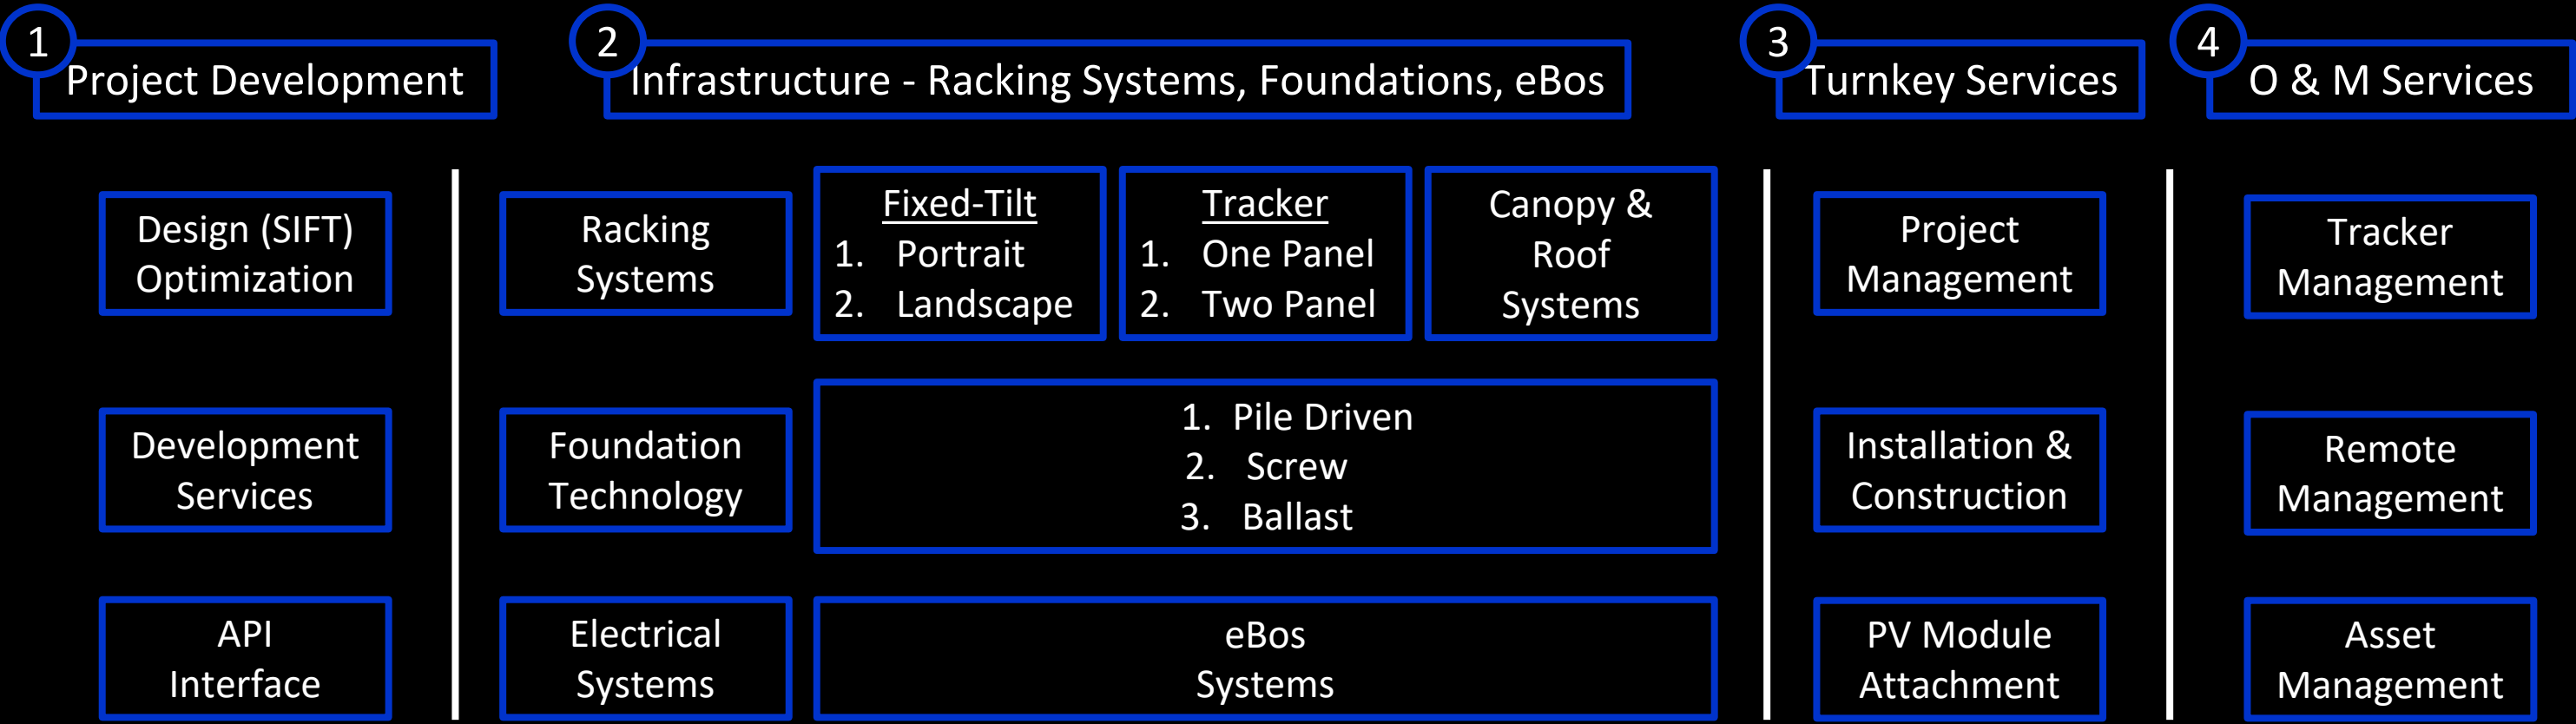 1
Project Development
2
Infrastructure - Racking Systems, Foundations, eBos
3
Turnkey Services
4
O & M Services
Design (SIFT)
Optimization
Development
Services
API
Interface
Racking
Systems
Fixed-Tilt
1. Portrait
2. Landscape
Tracker
1. One Panel
2. Two Panel
Canopy &
Roof
Systems
Foundation
Technology
1. Pile Driven
2. Screw
3. Ballast
Electrical
Systems
eBos
Systems
Project
Management
Installation &
Construction
PV Module
Attachment
Tracker
Management
Remote
Management
Asset
Management